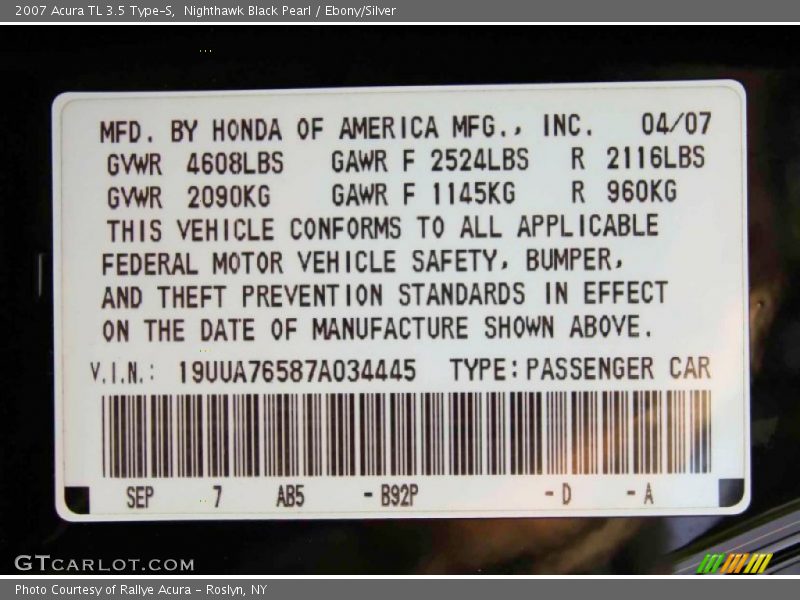 2007 Acura TL 3.5 Type-S, Nighthawk Black Pearl / Ebony/Silver
MFD. BY HONDA OF AMERICA MFG., INC. 04/07
GVWR 4608LBS GAWR F 2524LBS R 2116LBS
GVWR 2090KG GAWR F 1145KG R 960KG
THIS VEHICLE CONFORMS TO ALL APPLICABLE
FEDERAL MOTOR VEHICLE SAFETY, BUMPER,
AND THEFT PREVENTION STANDARDS IN EFFECT
ON THE DATE OF MANUFACTURE SHOWN ABOVE.
V.I.N.: 19UUA76587A034445 TYPE: PASSENGER CAR
SEP 7 AB5 - B92P - D - A
GTCARLOT.COM
Photo Courtesy of Rallye Acura - Roslyn, NY